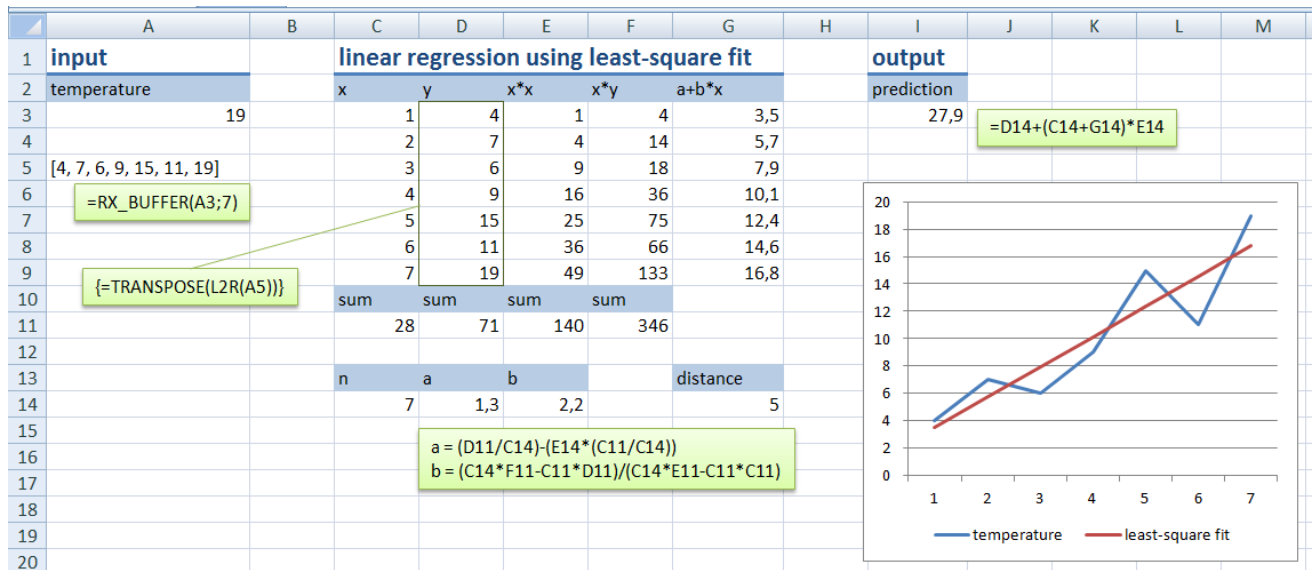 A B C D E F G H I J K L M
1 input linear regression using least-square fit output
2 temperature x y x*x x*y a+b*x prediction
3 19 1 4 1 4 3,5 27,9
=D14+(C14+G14)*E14
4 2 7 4 14 5,7
5 [4, 7, 6, 9, 15, 11, 19] 3 6 9 18 7,9
6 4 9 16 36 10,1
=RX_BUFFER(A3;7)
7 5 15 25 75 12,4
8 6 11 36 66 14,6
9 7 19 49 133 16,8
{=TRANSPOSE(L2R(A5))}
10 sum sum sum sum
11 28 71 140 346
12
13 n a b distance
14 7 1,3 2,2 5
15
a = (D11/C14)-(E14*(C11/C14))
16
b = (C14*F11-C11*D11)/(C14*E11-C11*C11)
17
18
19
20
20
18
16
14
12
10
8
6
4
2
0
1 2 3 4 5 6 7
temperature least-square fit